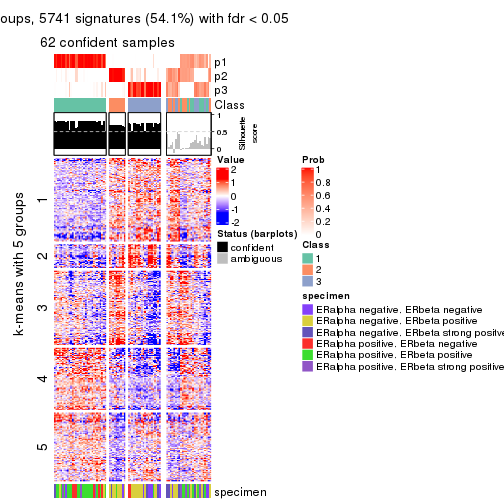 oups, 5741 signatures (54.1%) with fdr < 0.05
62 confident samples
p1
p2
p3
Class
1
0.5
0
Silhouette
score
k-means with 5 groups
1
2
3
4
5
Value
2
1
0
-1
-2
Status (barplots)
confident
ambiguous
Prob
1
0.8
0.6
0.4
0.2
0
Class
1
2
3
specimen
ERalpha negative. ERbeta negative
ERalpha negative. ERbeta positive
ERalpha negative. ERbeta strong positive
ERalpha positive. ERbeta negative
ERalpha positive. ERbeta positive
ERalpha positive. ERbeta strong positive
specimen